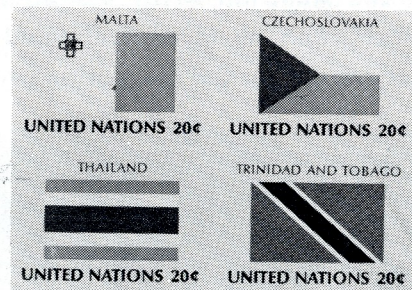 MALTA
CZECHOSLOVAKIA
UNITED NATIONS 20¢
UNITED NATIONS 20¢
THAILAND
TRINIDAD AND TOBAGO
UNITED NATIONS 20¢
UNITED NATIONS 20¢